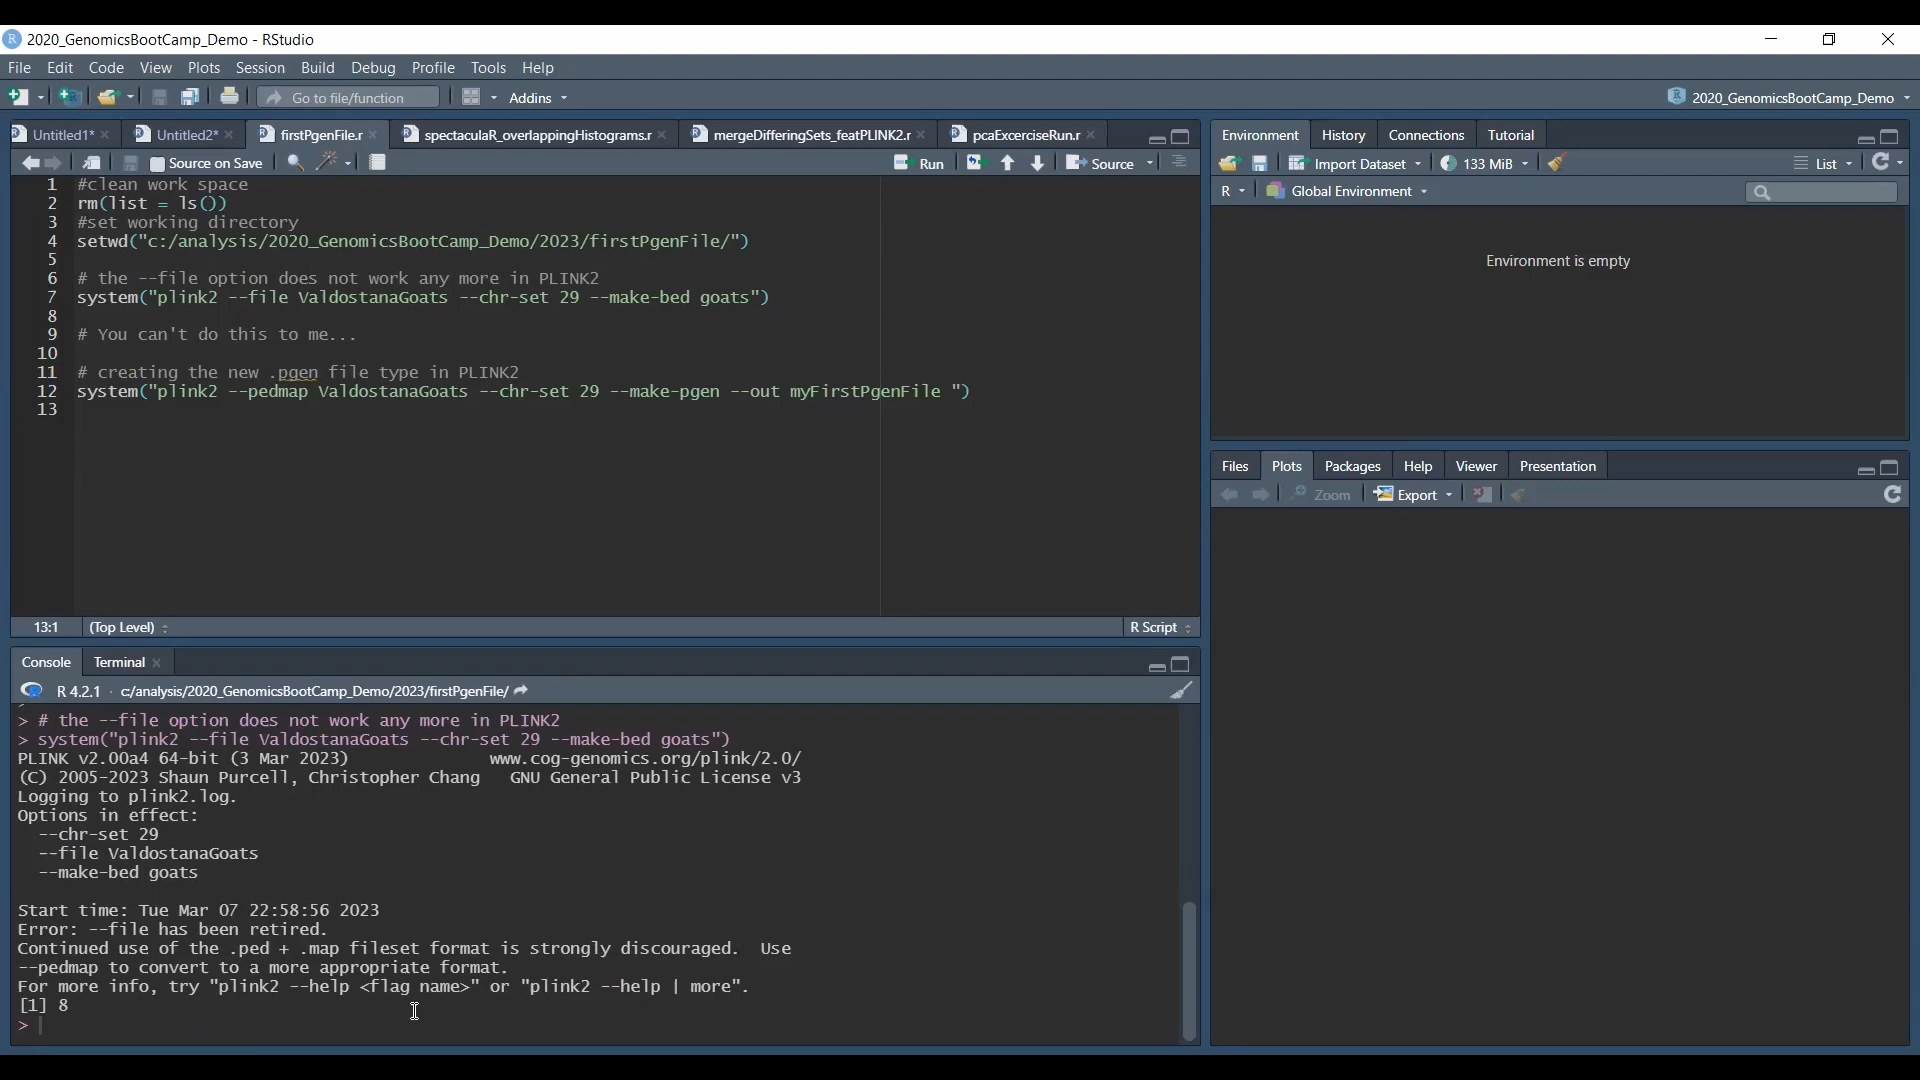 2020_GenomicsBootCamp_Demo - RStudio
File Edit Code View Plots Session Build Debug Profile Tools Help
Go to file/function Addins 2020_GenomicsBootCamp_Demo
Untitled1* Untitled2* firstPgenFile.r spectaculaR_overlappingHistograms.r mergeDifferingSets_featPLINK2.r pcaExcerciseRun.r
Source on Save Run Source
1 #clean work space
2 rm(list = ls())
3 #set working directory
4 setwd("c:/analysis/2020_GenomicsBootCamp_Demo/2023/firstPgenFile/")
5
6 # the --file option does not work any more in PLINK2
7 system("plink2 --file ValdostanaGoats --chr-set 29 --make-bed goats")
8
9 # You can't do this to me...
10
11 # creating the new .pgen file type in PLINK2
12 system("plink2 --pedmap ValdostanaGoats --chr-set 29 --make-pgen --out myFirstPgenFile ")
13
13:1 (Top Level) R Script
Console Terminal
R 4.2.1 · c:/analysis/2020_GenomicsBootCamp_Demo/2023/firstPgenFile/
> # the --file option does not work any more in PLINK2
> system("plink2 --file ValdostanaGoats --chr-set 29 --make-bed goats")
PLINK v2.00a4 64-bit (3 Mar 2023) www.cog-genomics.org/plink/2.0/
(C) 2005-2023 Shaun Purcell, Christopher Chang GNU General Public License v3
Logging to plink2.log.
Options in effect:
--chr-set 29
--file ValdostanaGoats
--make-bed goats
Start time: Tue Mar 07 22:58:56 2023
Error: --file has been retired.
Continued use of the .ped + .map fileset format is strongly discouraged. Use
--pedmap to convert to a more appropriate format.
For more info, try "plink2 --help <flag name>" or "plink2 --help | more".
[1] 8
>
Environment History Connections Tutorial
Import Dataset 133 MiB List
R Global Environment
Environment is empty
Files Plots Packages Help Viewer Presentation
Zoom Export